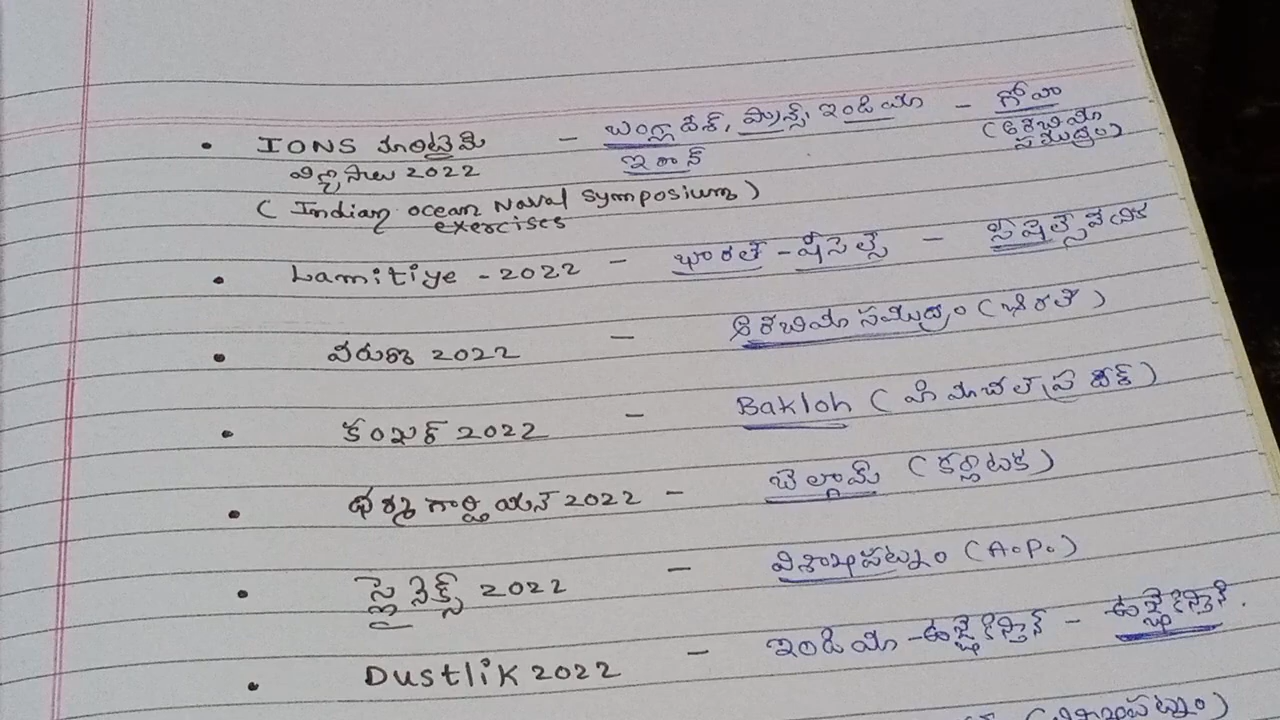 • IONS మారిటైమ్ – బంగ్లాదేశ్, ఫ్రాన్స్, ఇండియా – గోవా
విన్యాసాలు 2022 ఇరాన్ (అరేబియా సముద్రం)
(Indian ocean Naval symposium)
exercises
• Lamitiye - 2022 – భారత్ - షీసెల్స్ – సీషెల్స్ వేదిక
• వరుణ 2022 – అరేబియా సముద్రం (భారత్)
• కంజర్ 2022 – Bakloh (హిమాచల్ ప్రదేశ్)
• ధర్మ గార్డియన్ 2022 – బెల్గామ్ (కర్ణాటక)
• స్లైనెక్స్ 2022 – విశాఖపట్నం (A.P.)
• Dustlik 2022 – ఇండియా - ఉజ్బెకిస్తాన్ – ఉజ్బెకిస్తాన్.
(విశాఖపట్నం)